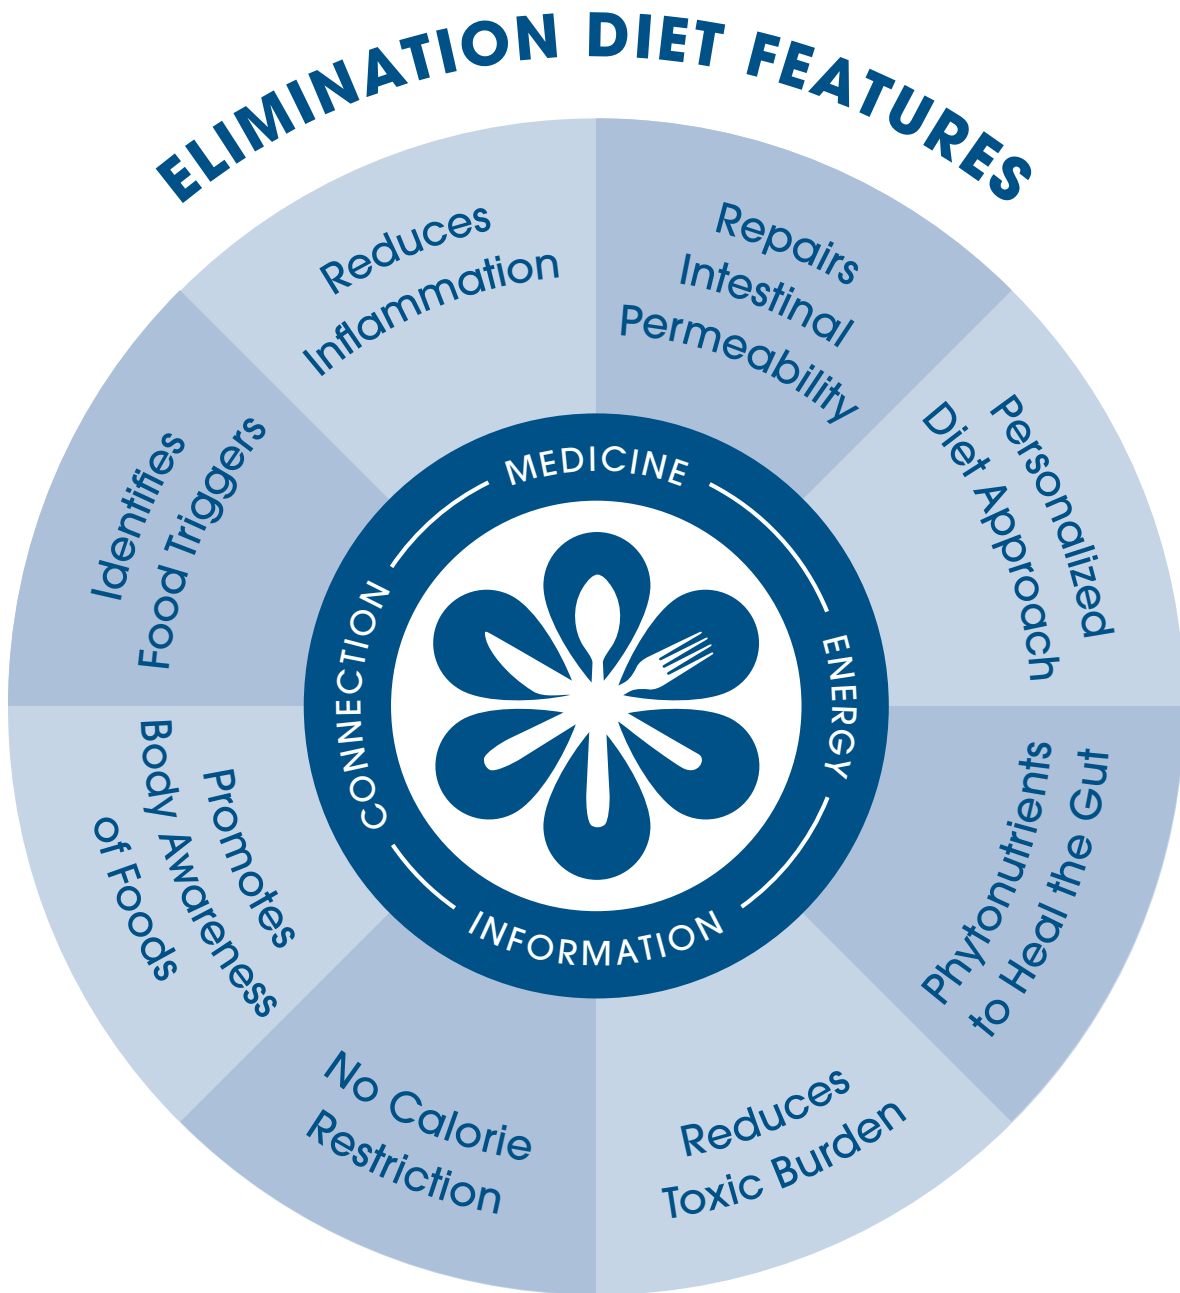 ELIMINATION DIET FEATURES
Repairs
Intestinal
Permeability
Personalized
Diet Approach
Phytonutrients
to Heal the Gut
Reduces
Toxic Burden
No Calorie
Restriction
Promotes
Body Awareness
of Foods
Identifies
Food Triggers
Reduces
Inflammation
MEDICINE
ENERGY
INFORMATION
CONNECTION